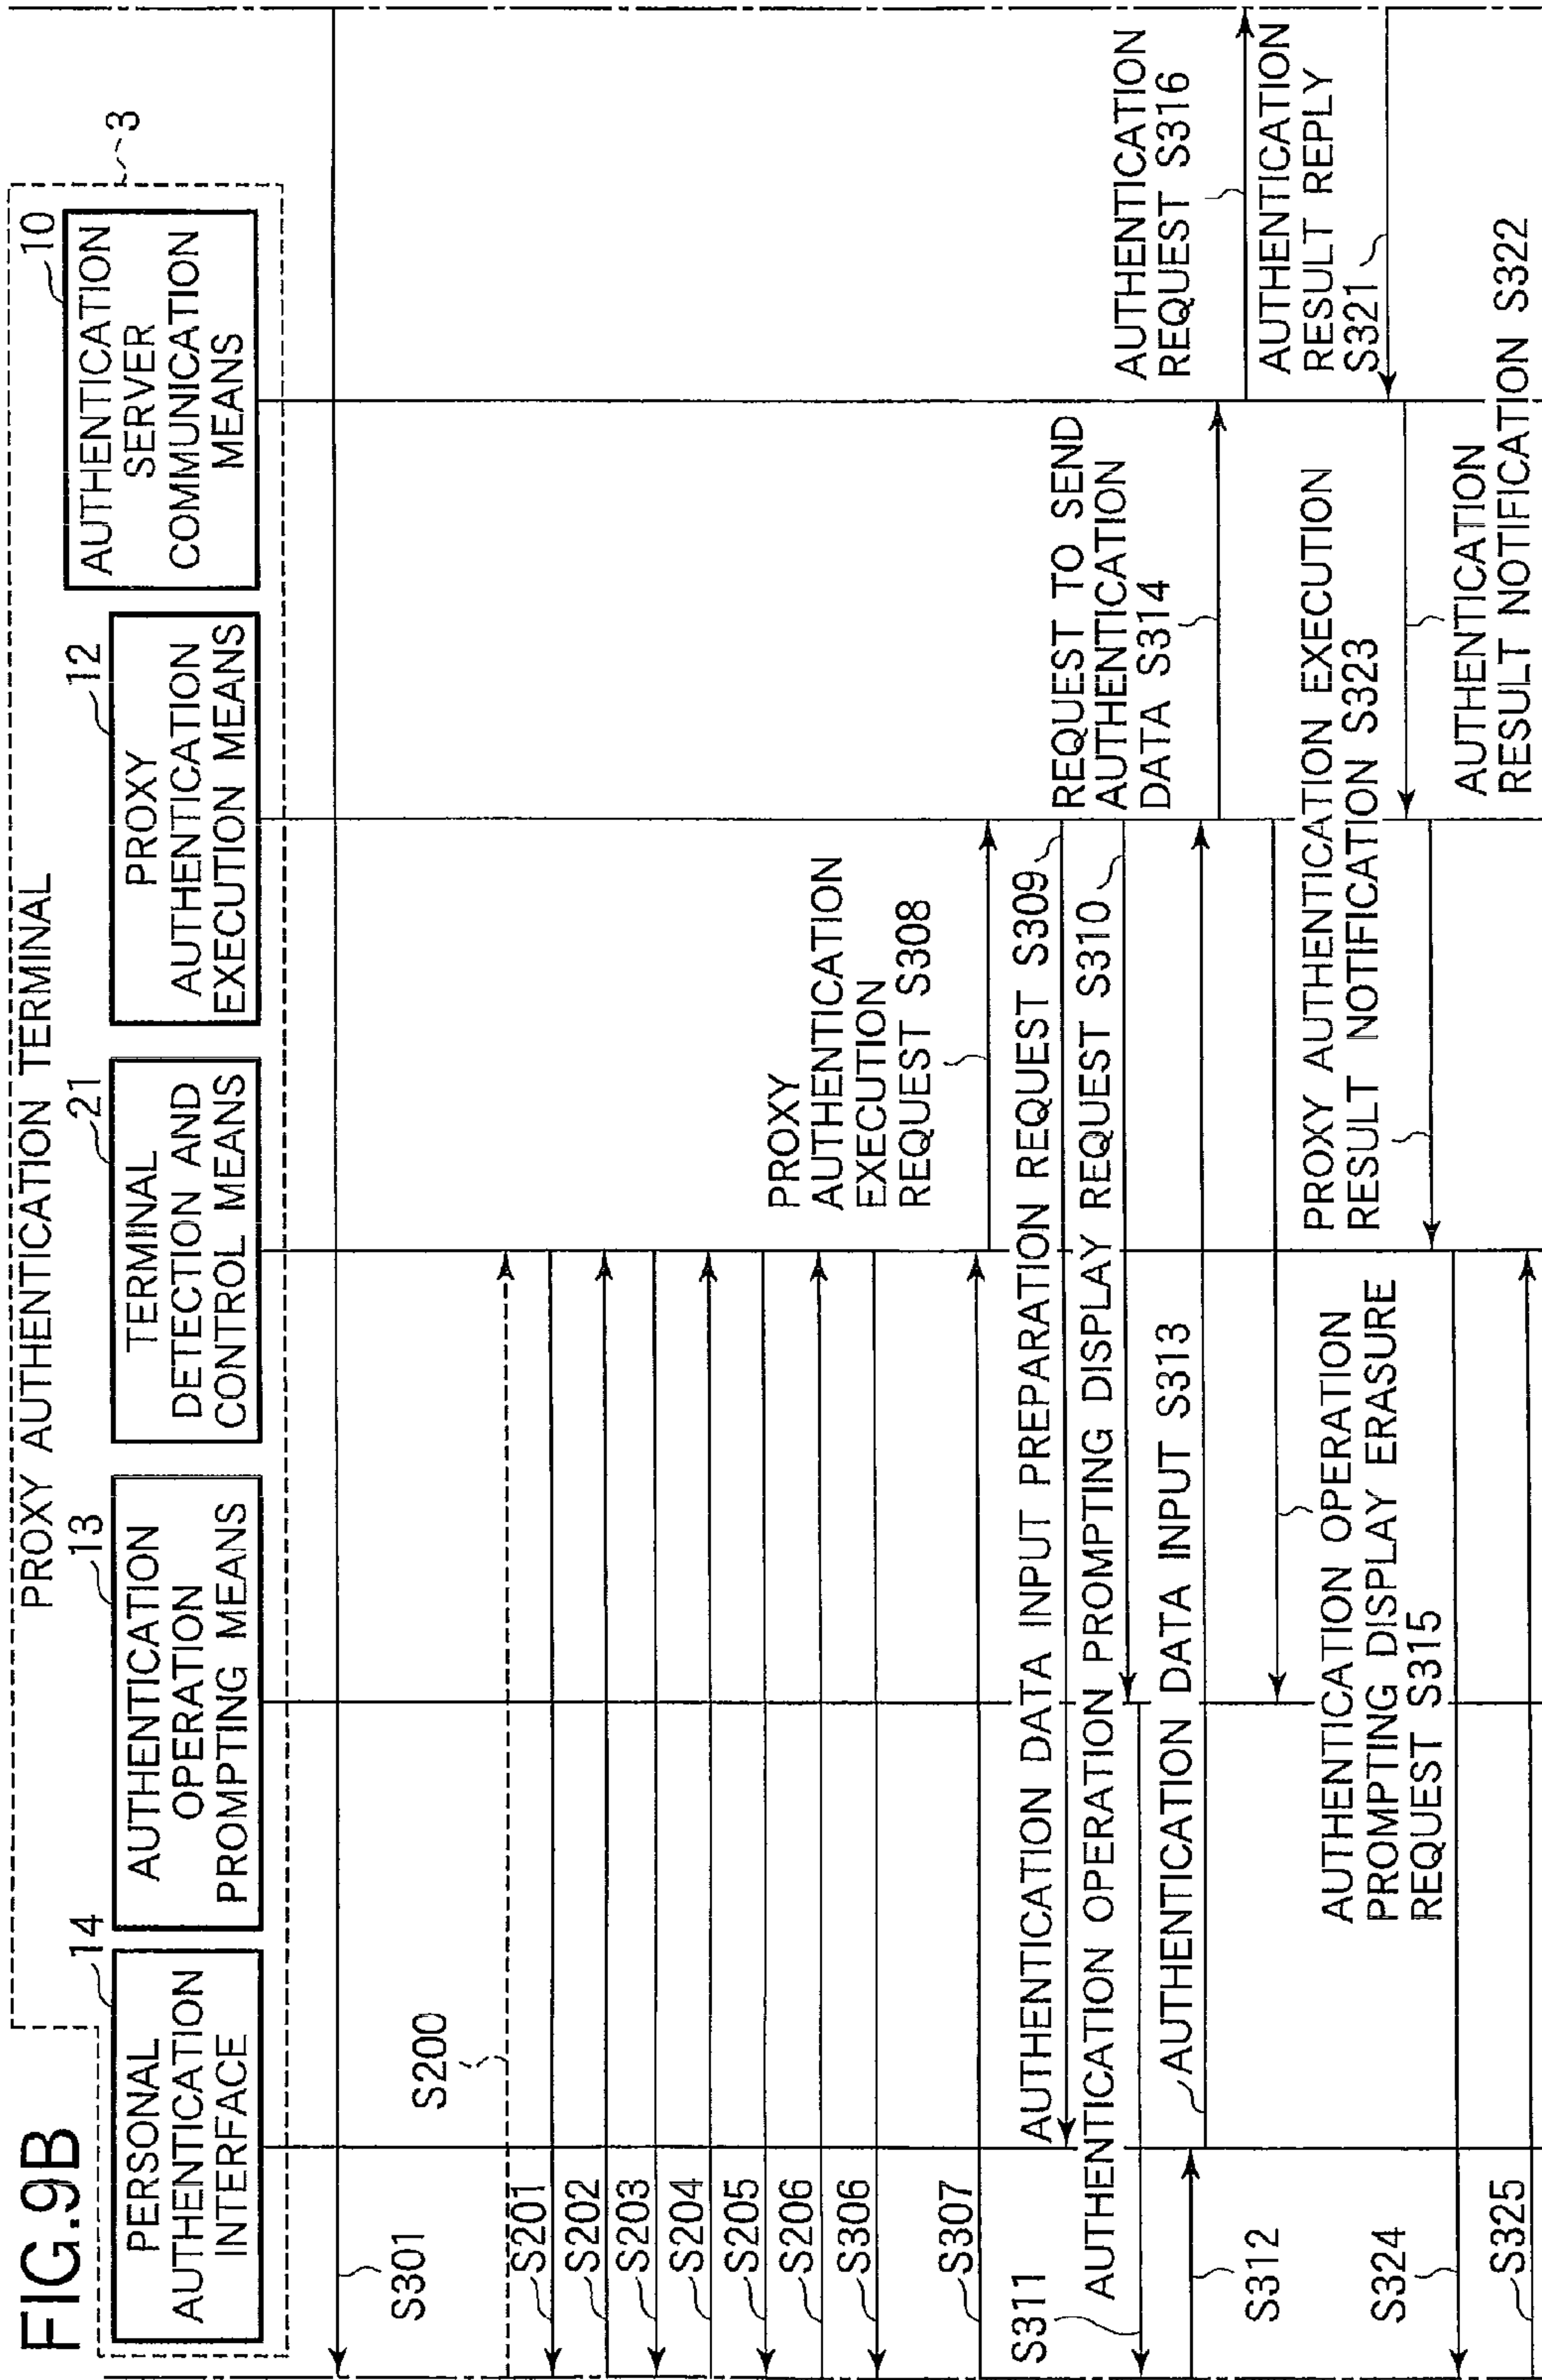 FIG.9B
PROXY AUTHENTICATION TERMINAL
3
14
PERSONAL
AUTHENTICATION
INTERFACE
13
AUTHENTICATION
OPERATION
PROMPTING MEANS
21
TERMINAL
DETECTION AND
CONTROL MEANS
12
PROXY
AUTHENTICATION
EXECUTION MEANS
10
AUTHENTICATION
SERVER
COMMUNICATION
MEANS
S301
S200
S201
S202
S203
S204
S205
S206
S306
S307
PROXY
AUTHENTICATION
EXECUTION
REQUEST S308
AUTHENTICATION DATA INPUT PREPARATION REQUEST S309
AUTHENTICATION OPERATION PROMPTING DISPLAY REQUEST S310
S311
S312
AUTHENTICATION DATA INPUT S313
REQUEST TO SEND
AUTHENTICATION
DATA S314
AUTHENTICATION OPERATION
PROMPTING DISPLAY ERASURE
REQUEST S315
AUTHENTICATION
REQUEST S316
AUTHENTICATION
RESULT REPLY
S321
AUTHENTICATION
RESULT NOTIFICATION S322
PROXY AUTHENTICATION EXECUTION
RESULT NOTIFICATION S323
S324
S325